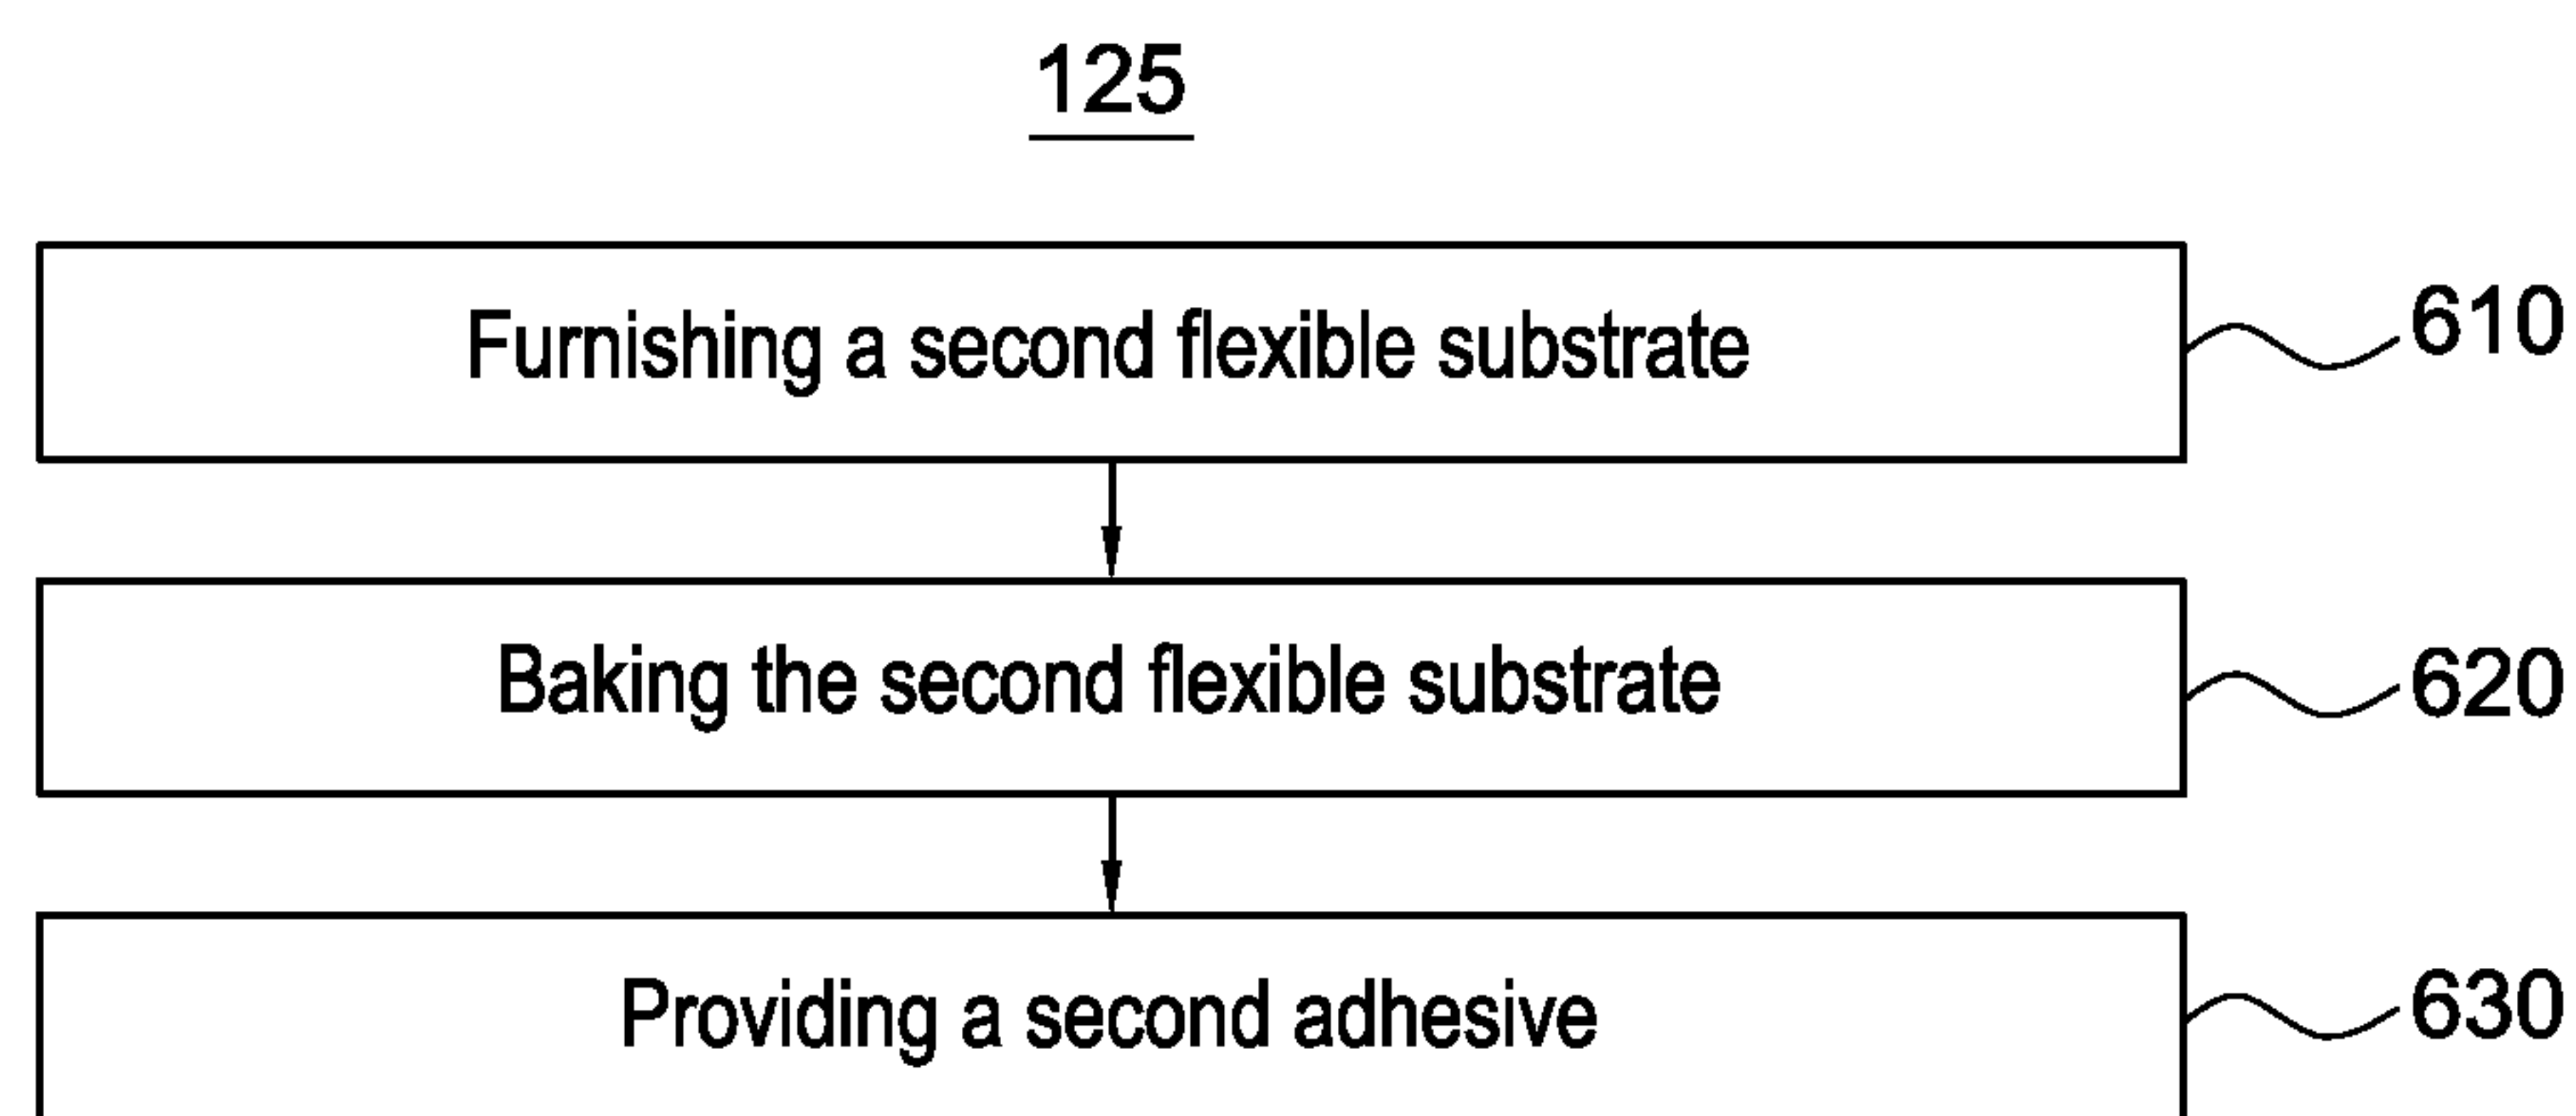 125
Furnishing a second flexible substrate
610
Baking the second flexible substrate
620
Providing a second adhesive
630